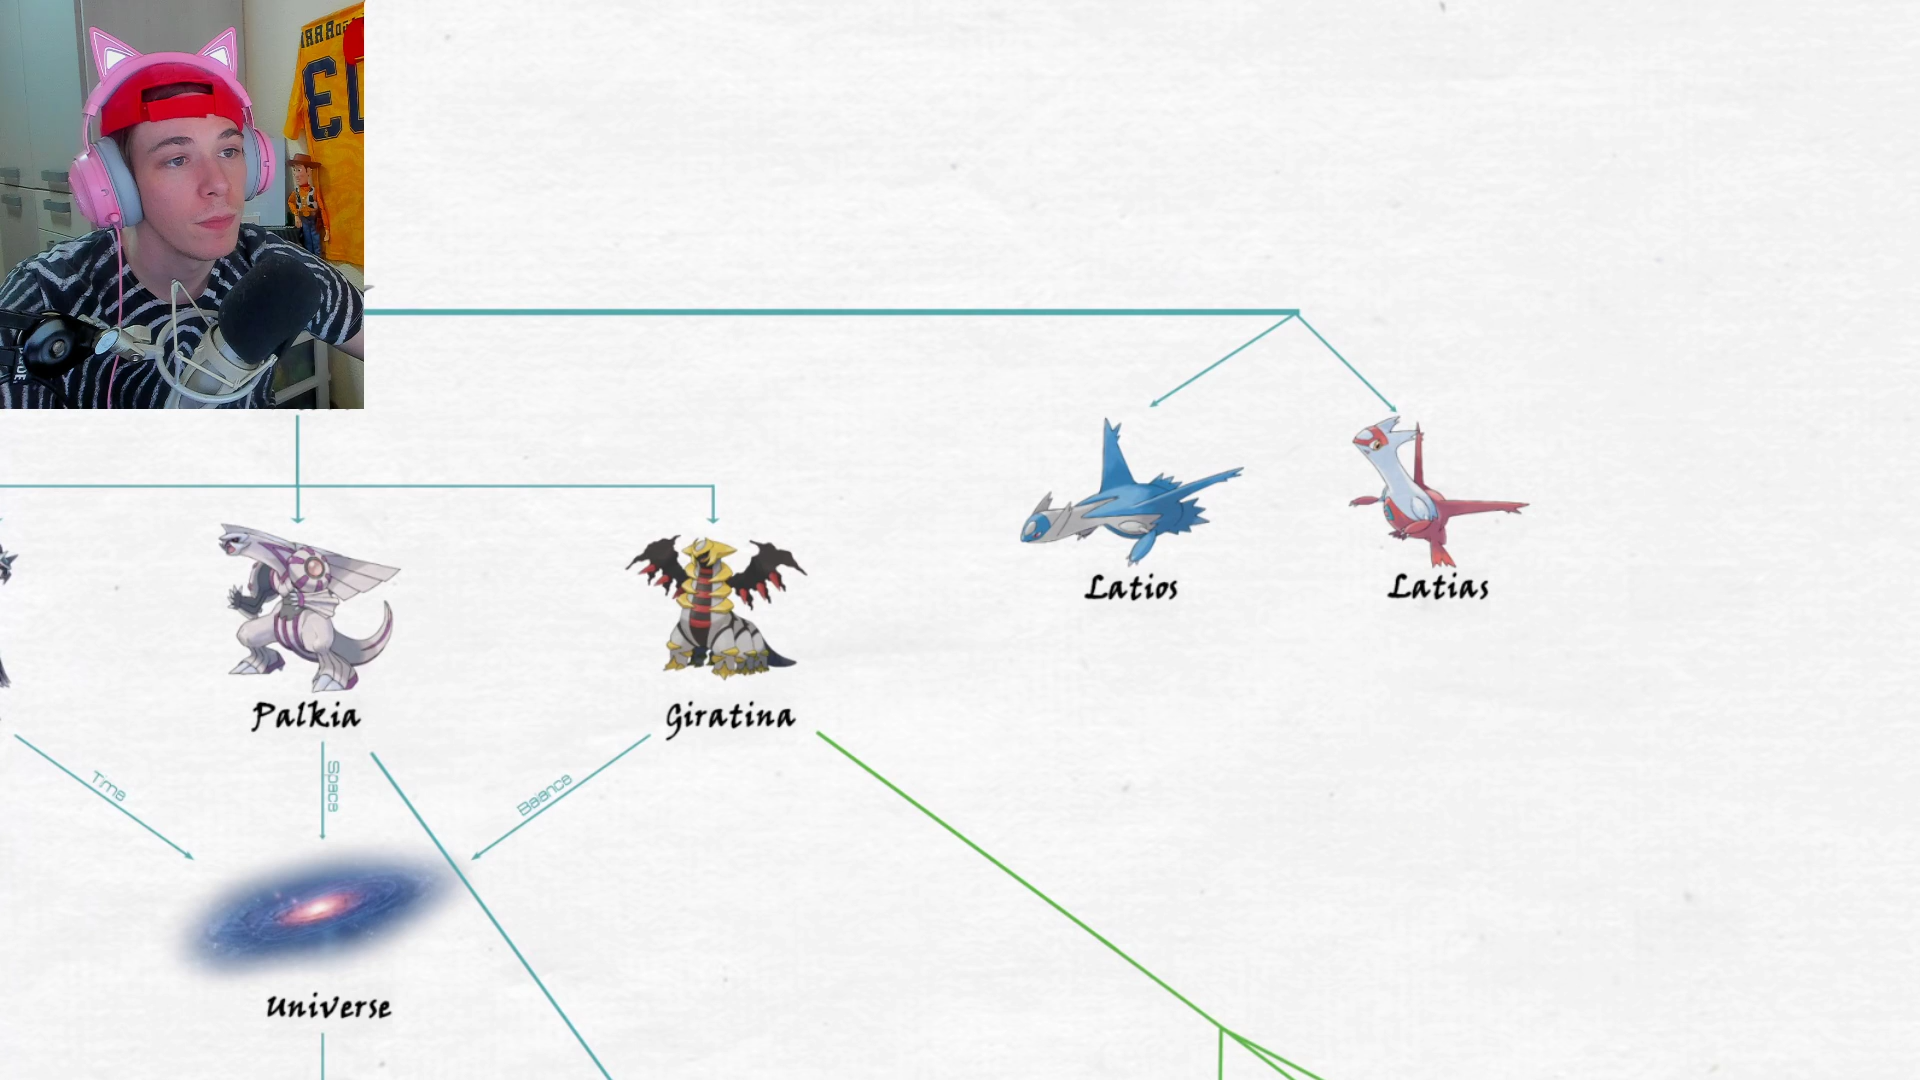 Latios
Latias
Palkia
Giratina
Time
Space
Balance
Universe